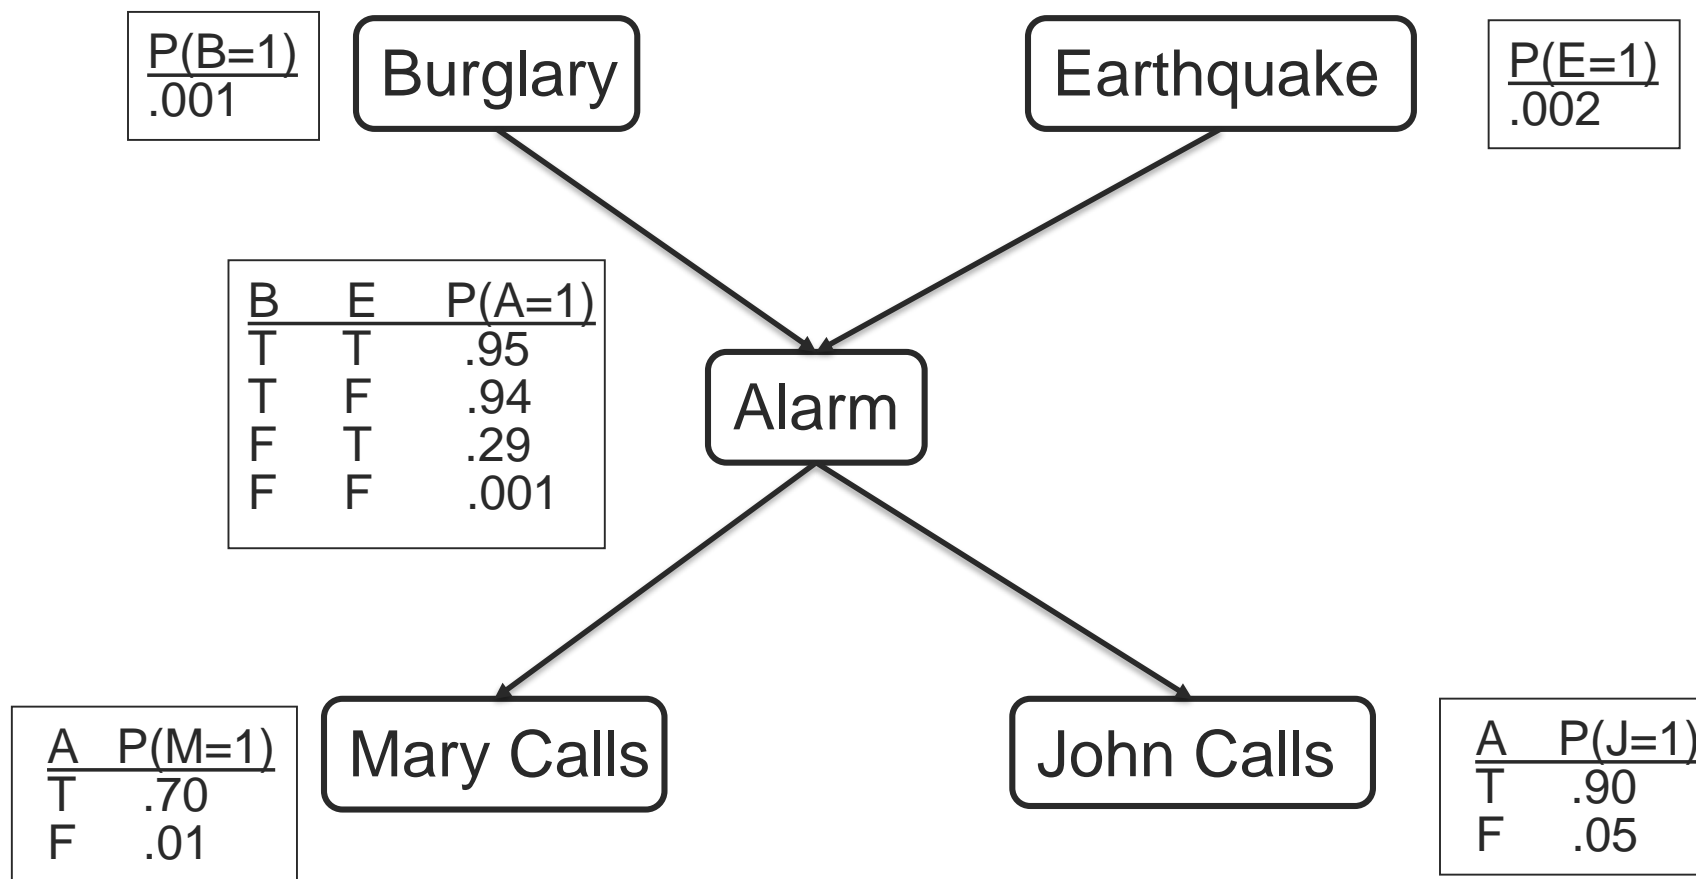 P(B=1)
.001
Burglary
Earthquake
P(E=1)
.002
B E P(A=1)
T T .95
T F .94
F T .29
F F .001
Alarm
A P(M=1)
T .70
F .01
Mary Calls
John Calls
A P(J=1)
T .90
F .05